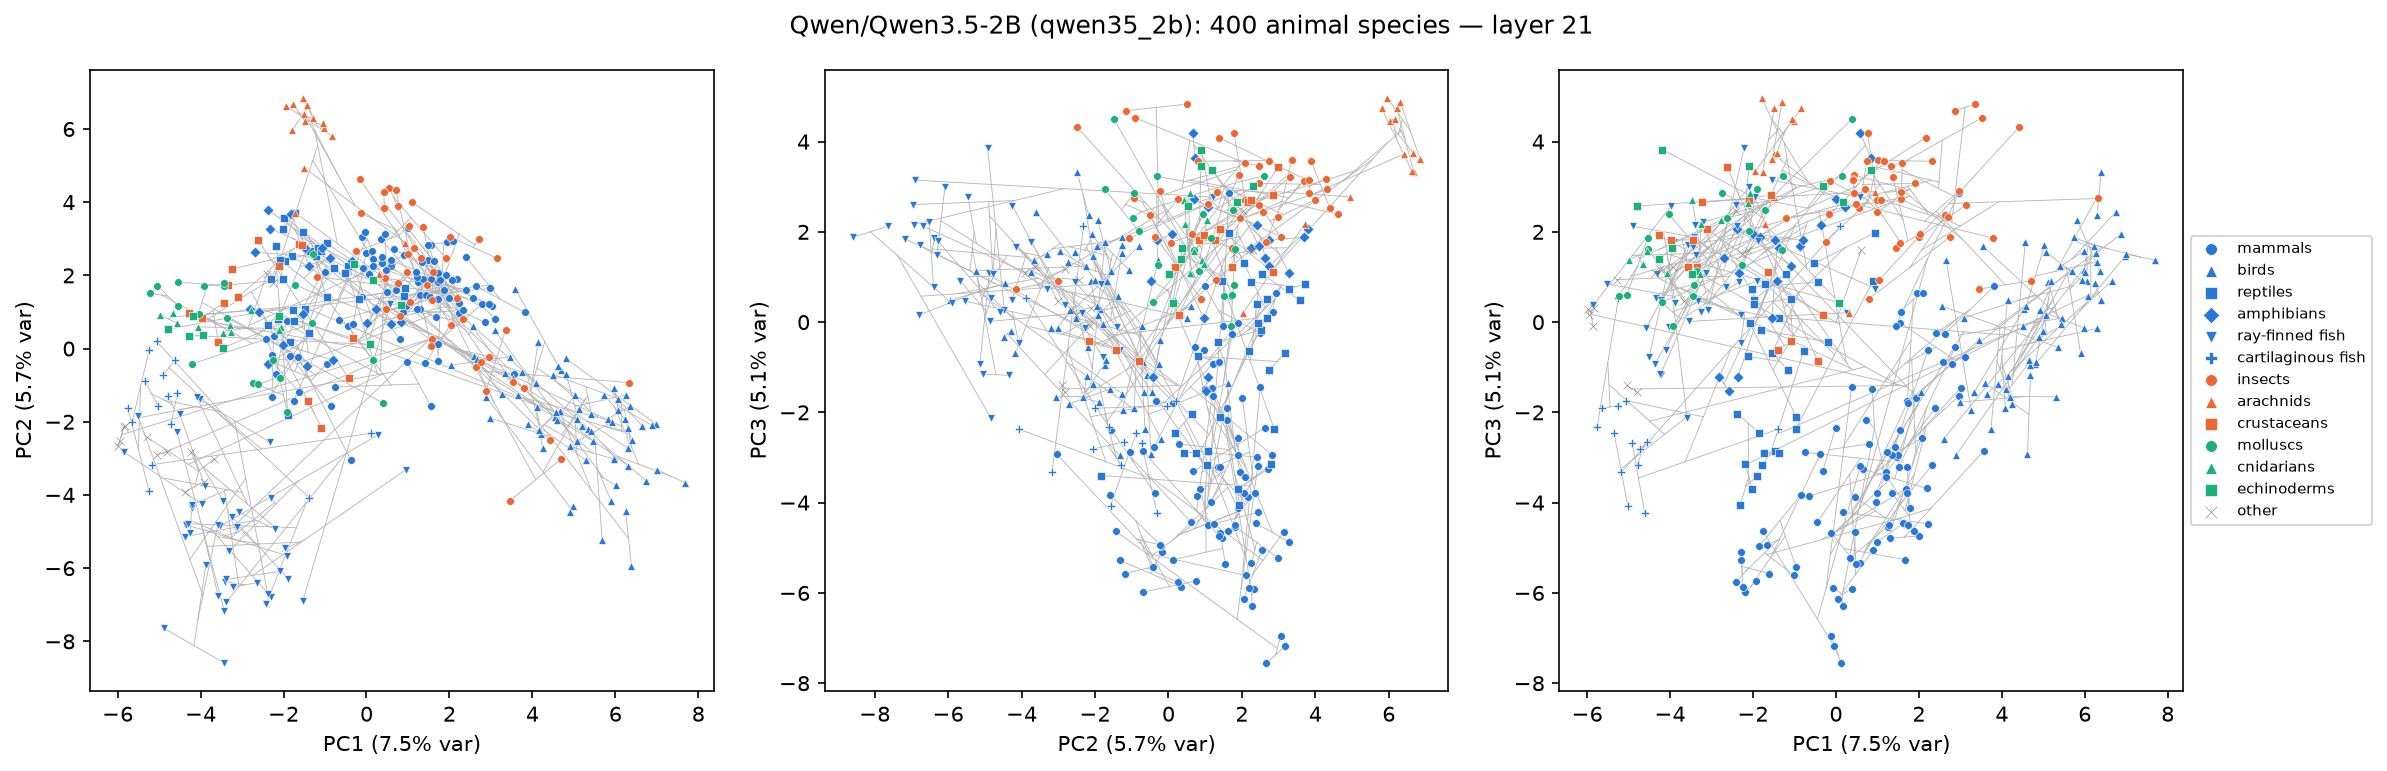 Qwen/Qwen3.5-2B (qwen35_2b): 400 animal species — layer 21
6
4
2
0
−2
−4
−6
−8
PC2 (5.7% var)
−6 −4 −2 0 2 4 6 8
PC1 (7.5% var)
4
2
0
−2
−4
−6
−8
PC3 (5.1% var)
−8 −6 −4 −2 0 2 4 6
PC2 (5.7% var)
4
2
0
−2
−4
−6
−8
PC3 (5.1% var)
−6 −4 −2 0 2 4 6 8
PC1 (7.5% var)
mammals
birds
reptiles
amphibians
ray-finned fish
cartilaginous fish
insects
arachnids
crustaceans
molluscs
cnidarians
echinoderms
other